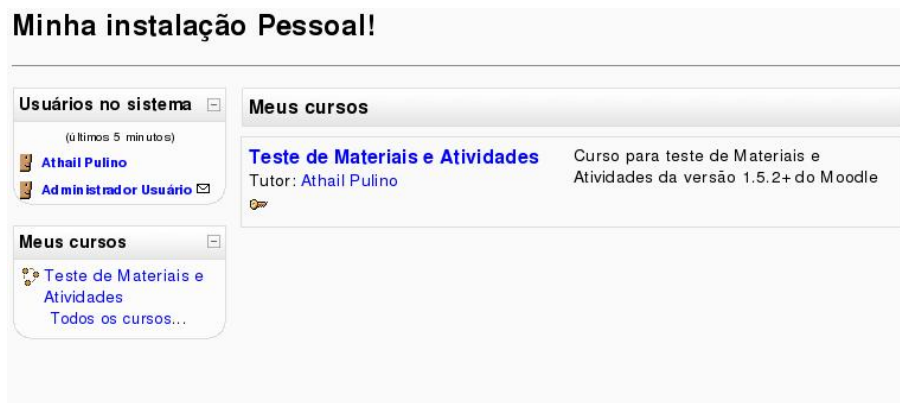 Minha instalação Pessoal!
Usuários no sistema
(últimos 5 minutos)
Athail Pulino
Administrador Usuário
Meus cursos
Teste de Materiais e
Atividades
Todos os cursos...
Meus cursos
Teste de Materiais e Atividades
Tutor: Athail Pulino
Curso para teste de Materiais e
Atividades da versão 1.5.2+ do Moodle